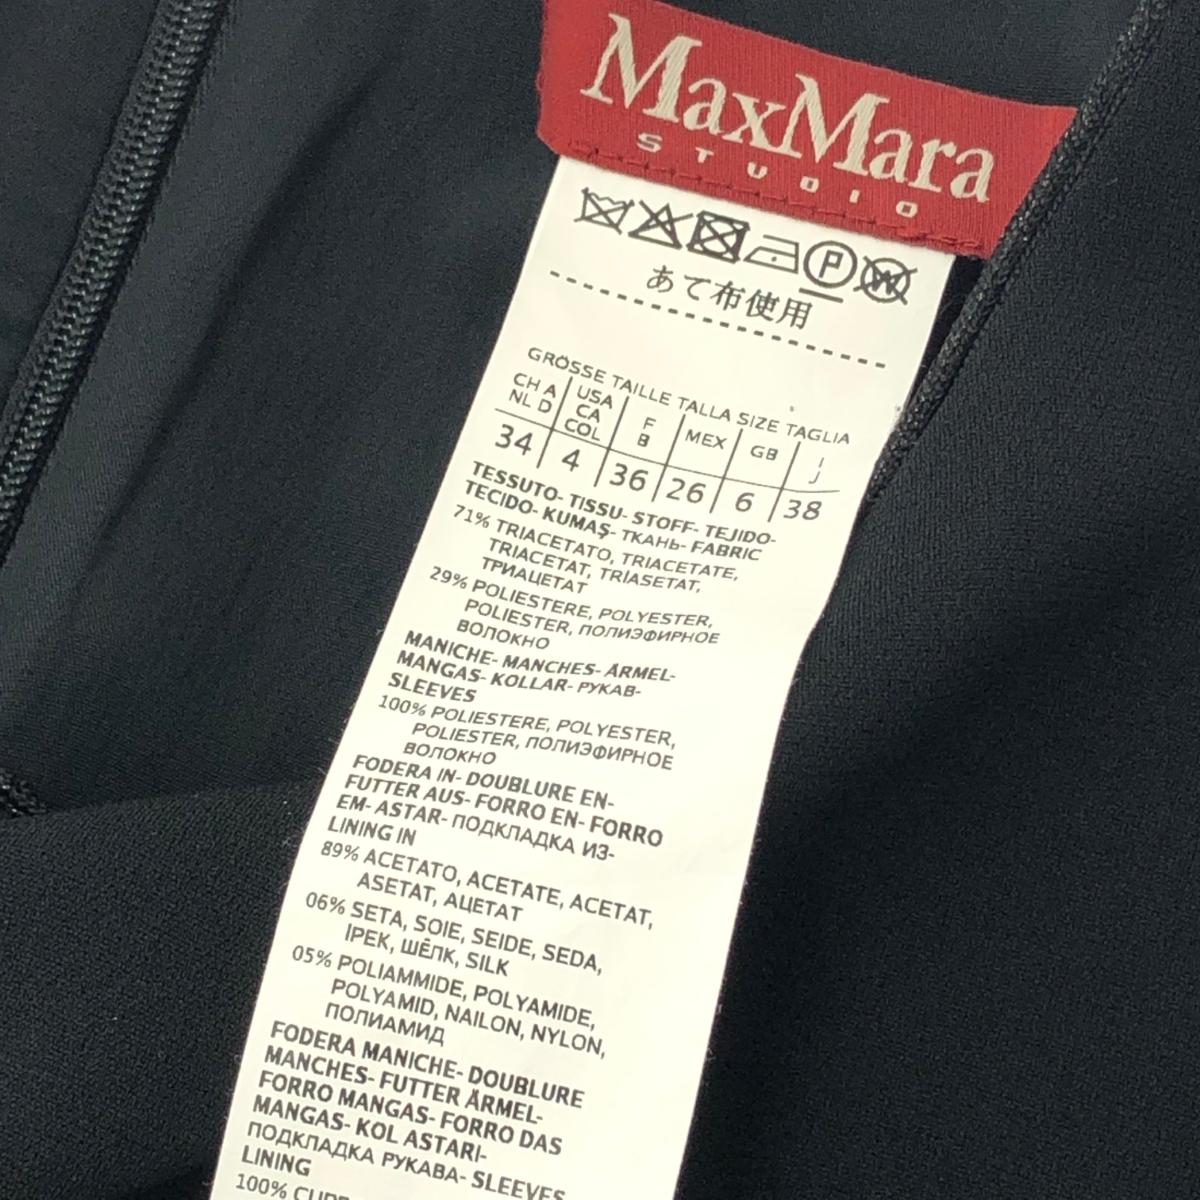 MaxMara
STUDIO
P W
あて布使用
GRÖSSE TAILLE TALLA SIZE TAGLIA
CH A NL D USA CA COL F B MEX GB I J
34 4 36 26 6 38
TESSUTO- TISSU- STOFF- TEJIDO-
TECIDO- KUMAŞ- ТКАНЬ- FABRIC
71% TRIACETATO, TRIACETATE,
TRIACETAT, TRIASETAT,
ТРИАЦЕТАТ
29% POLIESTERE, POLYESTER,
POLIESTER, ПОЛИЭФИРНОЕ
ВОЛОКНО
MANICHE- MANCHES- ÄRMEL-
MANGAS- KOLLAR- РУКАВ-
SLEEVES
100% POLIESTERE, POLYESTER,
POLIESTER, ПОЛИЭФИРНОЕ
ВОЛОКНО
FODERA IN- DOUBLURE EN-
FUTTER AUS- FORRO EN- FORRO
EM- ASTAR- ПОДКЛАДКА ИЗ-
LINING IN
89% ACETATO, ACETATE, ACETAT,
ASETAT, АЦЕТАТ
06% SETA, SOIE, SEIDE, SEDA,
IPEK, ШЁЛК, SILK
05% POLIAMMIDE, POLYAMIDE,
POLYAMID, NAILON, NYLON,
ПОЛИАМИД
FODERA MANICHE- DOUBLURE
MANCHES- FUTTER ÄRMEL-
FORRO MANGAS- FORRO DAS
MANGAS- KOL ASTARI-
ПОДКЛАДКА РУКАВА- SLEEVES
LINING
100%